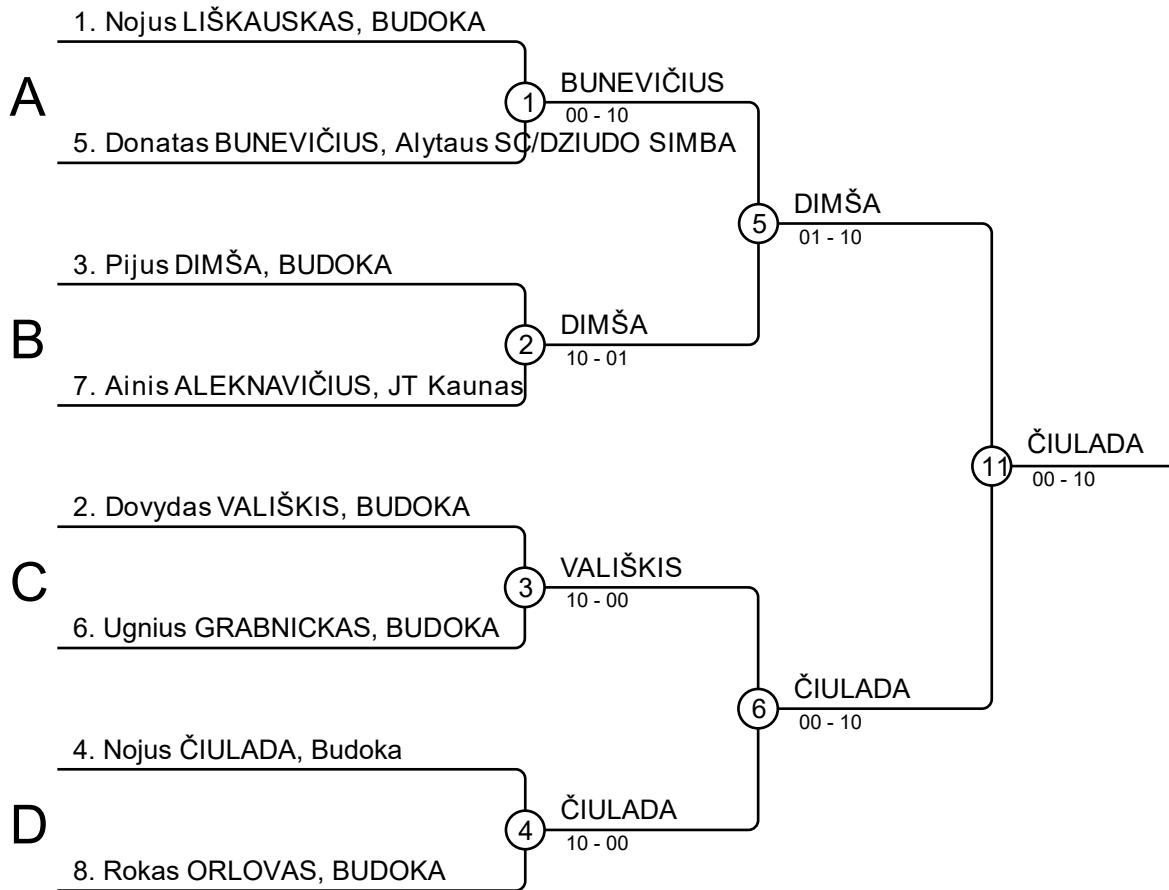 1. Nojus LIŠKAUSKAS, BUDOKA
A
1
BUNEVIČIUS
00 - 10
5. Donatas BUNEVIČIUS, Alytaus SC/DZIUDO SIMBA
5
DIMŠA
01 - 10
3. Pijus DIMŠA, BUDOKA
B
2
DIMŠA
10 - 01
7. Ainis ALEKNAVIČIUS, JT Kaunas
11
ČIULADA
00 - 10
2. Dovydas VALIŠKIS, BUDOKA
C
3
VALIŠKIS
10 - 00
6. Ugnius GRABNICKAS, BUDOKA
6
ČIULADA
00 - 10
4. Nojus ČIULADA, Budoka
D
4
ČIULADA
10 - 00
8. Rokas ORLOVAS, BUDOKA